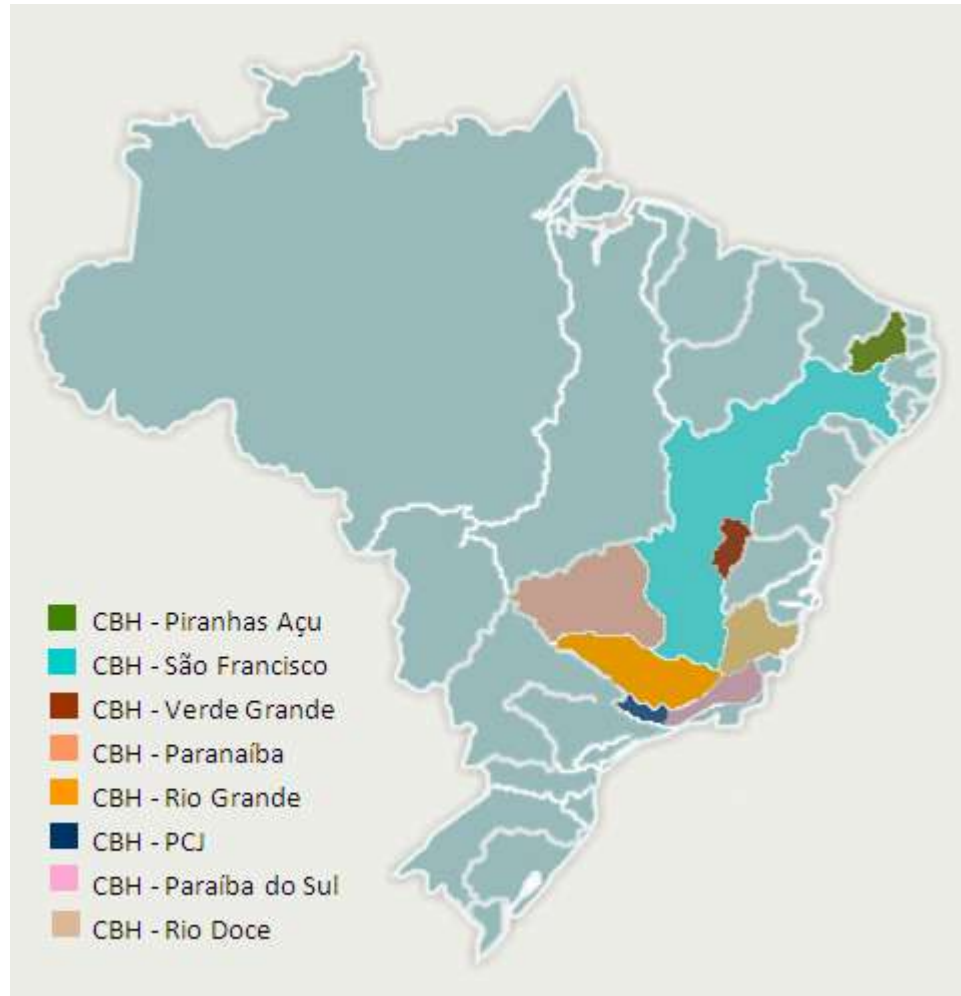 CBH - Piranhas Açu
CBH - São Francisco
CBH - Verde Grande
CBH - Paranaíba
CBH - Rio Grande
CBH - PCJ
CBH - Paraíba do Sul
CBH - Rio Doce